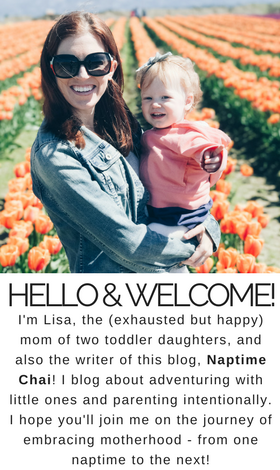 HELLO & WELCOME!
I'm Lisa, the (exhausted but happy)
mom of two toddler daughters, and
also the writer of this blog, Naptime
Chai! I blog about adventuring with
little ones and parenting intentionally.
I hope you'll join me on the journey of
embracing motherhood - from one
naptime to the next!